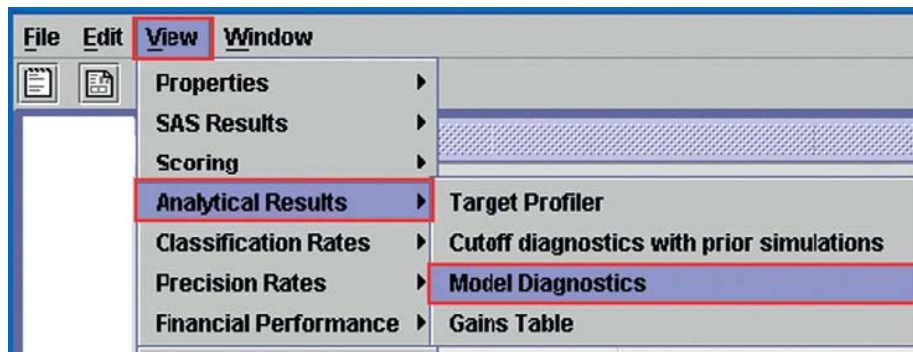 File Edit View Window
Properties
SAS Results
Scoring
Analytical Results
Classification Rates
Precision Rates
Financial Performance
Target Profiler
Cutoff diagnostics with prior simulations
Model Diagnostics
Gains Table